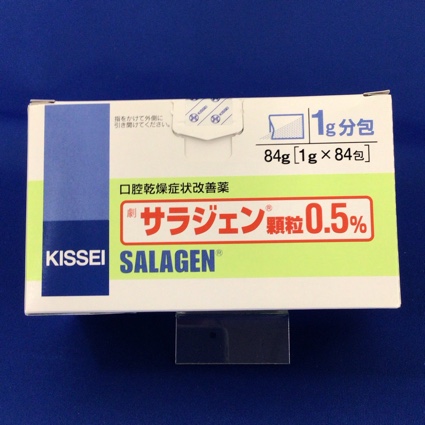 指をかけて外側に
引き開けてください。
1g分包
84g[1g×84包]
口腔乾燥症状改善薬
劇 サラジェン® 顆粒0.5%
KISSEI
SALAGEN®